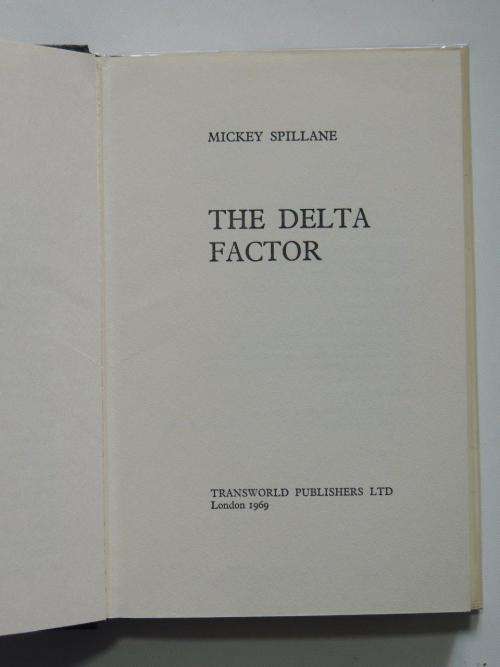 MICKEY SPILLANE
THE DELTA
FACTOR
TRANSWORLD PUBLISHERS LTD
London 1969